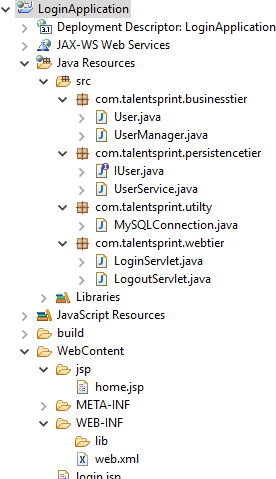 LoginApplication
Deployment Descriptor: LoginApplication
JAX-WS Web Services
Java Resources
src
com.talentsprint.businesstier
User.java
UserManager.java
com.talentsprint.persistencetier
IUser.java
UserService.java
com.talentsprint.utilty
MySQLConnection.java
com.talentsprint.webtier
LoginServlet.java
LogoutServlet.java
Libraries
JavaScript Resources
build
WebContent
jsp
home.jsp
META-INF
WEB-INF
lib
web.xml
login.jsp